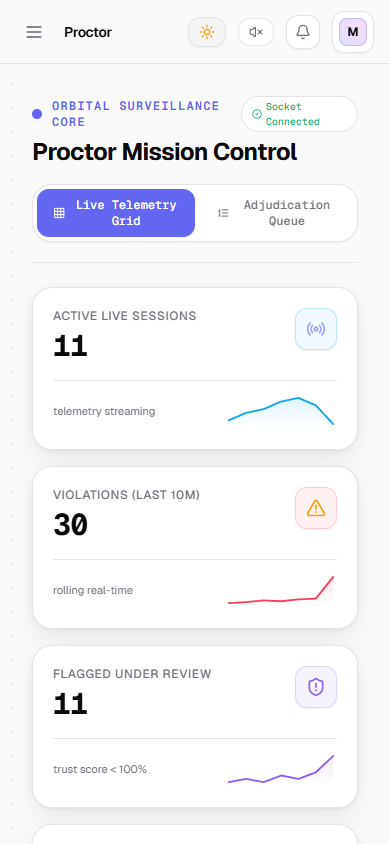 Proctor
M
ORBITAL SURVEILLANCE
CORE
Socket
Connected
Proctor Mission Control
Live Telemetry
Grid
Adjudication
Queue
ACTIVE LIVE SESSIONS
11
telemetry streaming
VIOLATIONS (LAST 10M)
30
rolling real-time
FLAGGED UNDER REVIEW
11
trust score < 100%